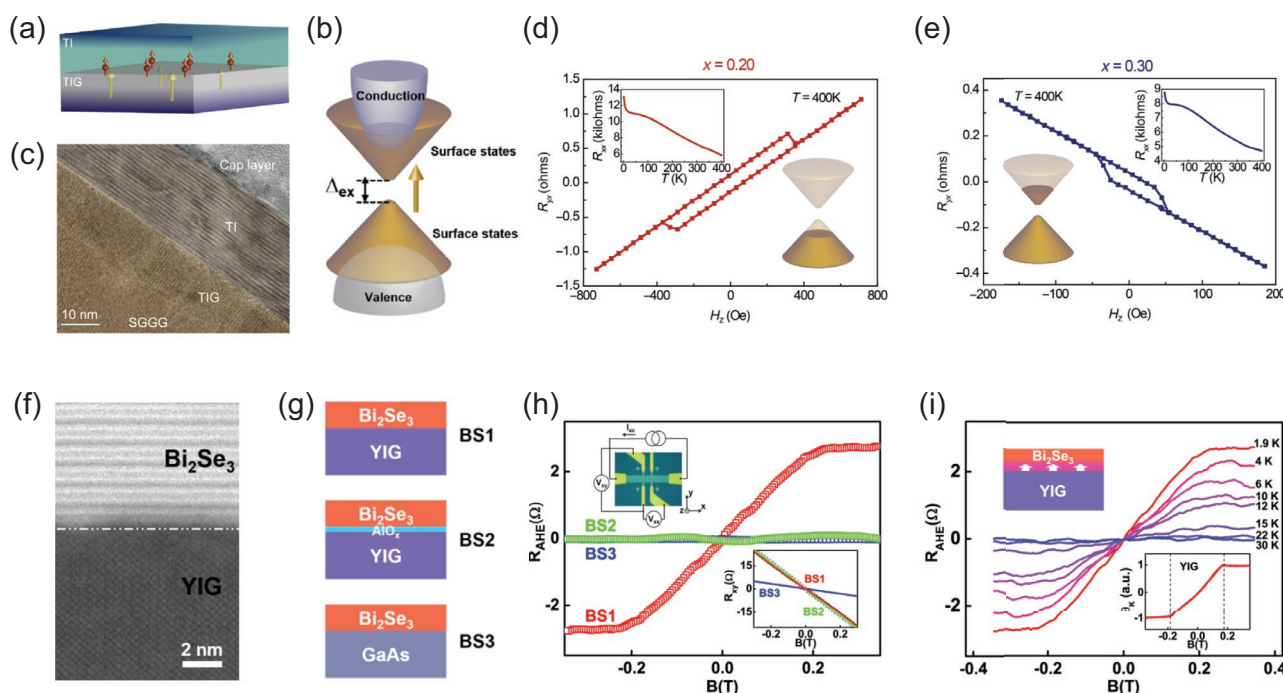 (a)
TI
TIG
(b)
Conduction
Surface states
Δex
Surface states
Valence
(c)
Cap layer
TI
TIG
10 nm
SGGG
(d)
x = 0.20
1.5
1.0
0.5
0.0
−0.5
−1.0
−1.5
Ryx (ohms)
−800 −400 0 400 800
Hz (Oe)
T = 400K
14
12
10
8
6
Rxx (kilohms)
0 100 200 300 400
T (K)
(e)
x = 0.30
0.4
0.2
0.0
−0.2
−0.4
Ryx (ohms)
−200 −100 0 100 200
Hz (Oe)
T = 400K
9
8
7
6
5
4
Rxx (kilohms)
0 100 200 300 400
T (K)
(f)
Bi2Se3
YIG
2 nm
(g)
Bi2Se3
YIG
BS1
Bi2Se3
AlOx
YIG
BS2
Bi2Se3
GaAs
BS3
(h)
2
0
-2
RAHE(Ω)
-0.2 0.0 0.2
B(T)
Iac
Vxy
Vxx
y
z x
BS2
BS3
BS1
15
0
-15
Rxy(Ω)
BS3
BS1
BS2
-0.2 0.0 0.2
B(T)
(i)
2
0
-2
RAHE(Ω)
-0.4 -0.2 0.0 0.2 0.4
B(T)
Bi2Se3
YIG
1.9 K
4 K
6 K
10 K
12 K
15 K
22 K
30 K
YIG
1
0
-1
θK (a.u.)
-0.2 0.0 0.2
B(T)